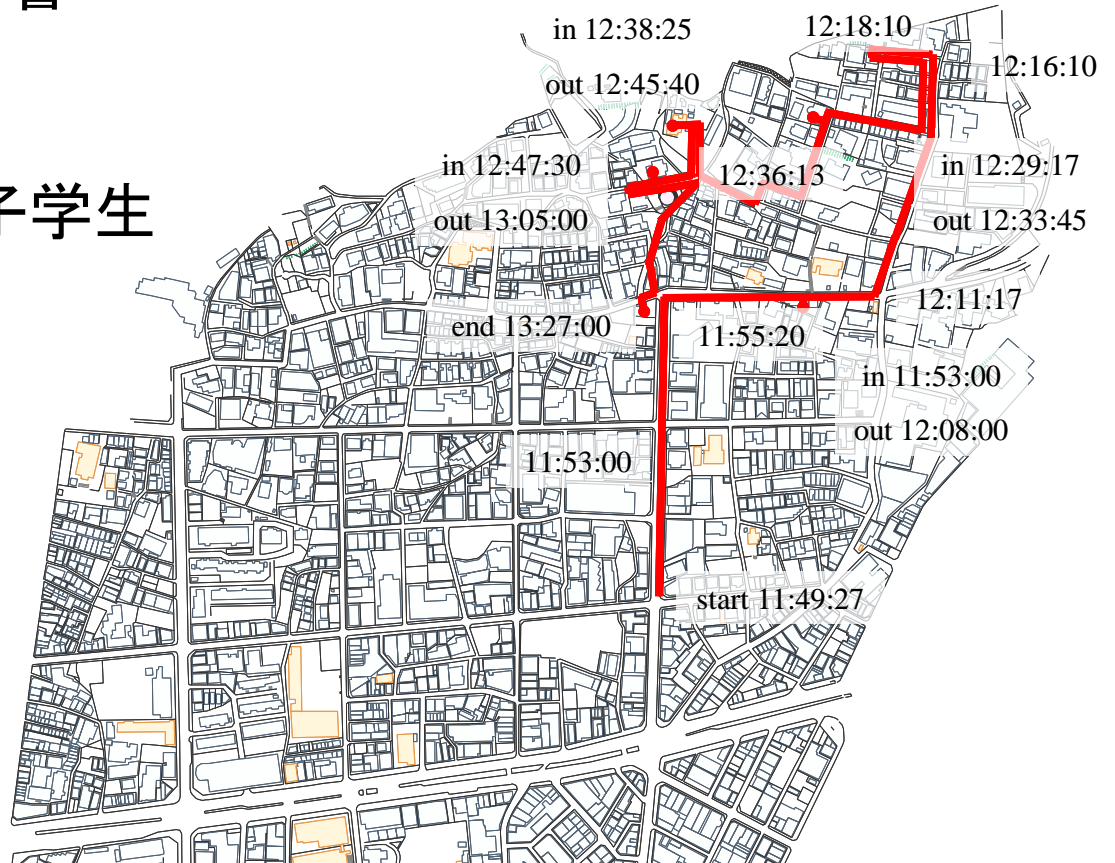 in 12:38:25
12:18:10
12:16:10
out 12:45:40
in 12:47:30
12:36:13
in 12:29:17
子学生
out 13:05:00
out 12:33:45
12:11:17
end 13:27:00
11:55:20
in 11:53:00
out 12:08:00
11:53:00
start 11:49:27